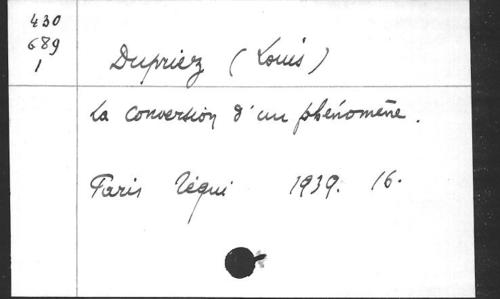 430
689
1
Dupriez (Louis)
La conversion d'un phénomène.
Paris Téqui 1939. 16.